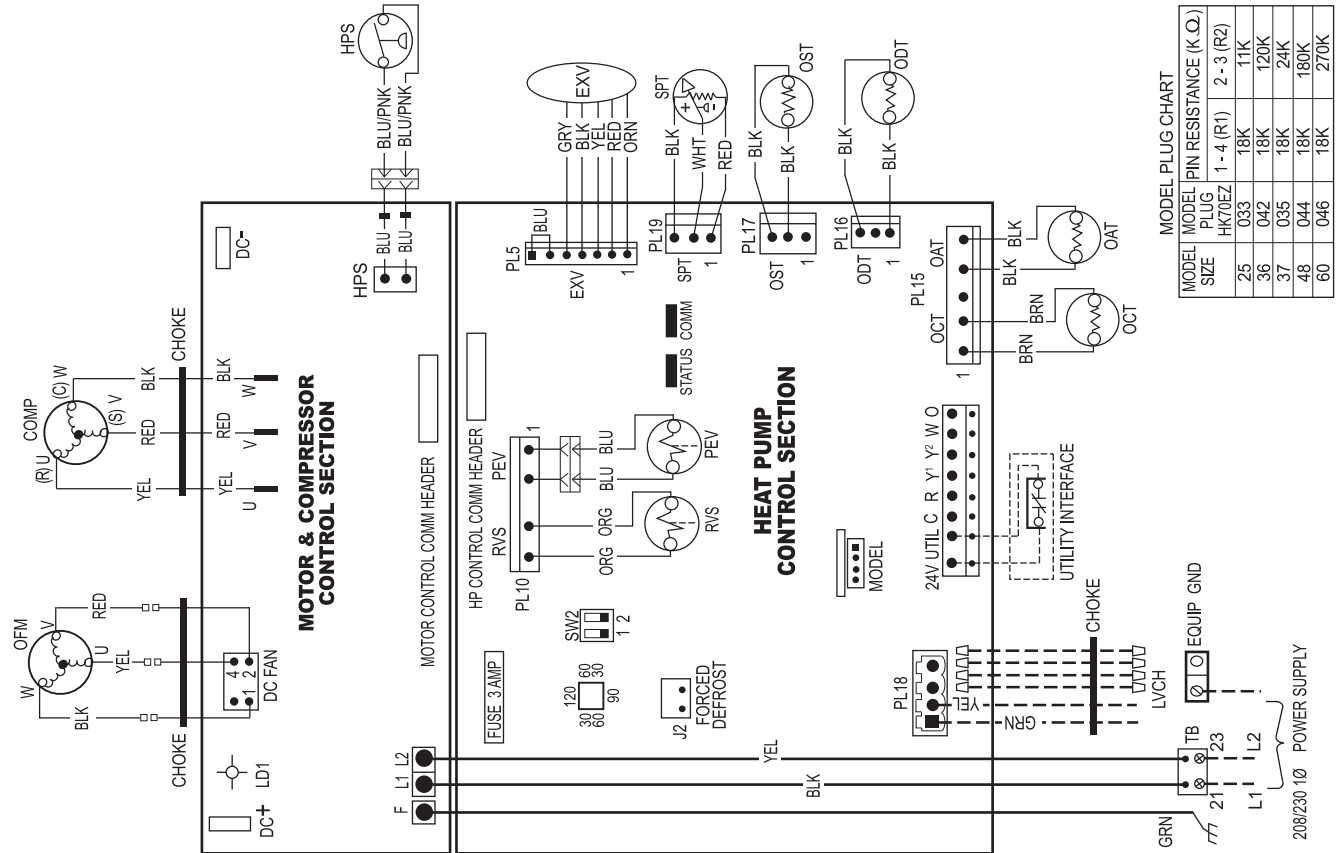 COMP
(R) U
(S) V
(C) W
YEL
RED
BLK
CHOKE
YEL
RED
BLK
U
V
W
OFM
W
V
U
BLK
YEL
RED
CHOKE
4
1 2
DC FAN
LD1
DC+
DC-
MOTOR & COMPRESSOR
CONTROL SECTION
MOTOR CONTROL COMM HEADER
HPS
BLU
BLU
BLU/PNK
BLU/PNK
HPS
F
L1
L2
HP CONTROL COMM HEADER
FUSE 3 AMP
PL10
RVS
PEV
1
ORG
ORG
BLU
BLU
RVS
PEV
SW2
1 2
120
30
60
60
30
90
J2
FORCED
DEFROST
STATUS
COMM
HEAT PUMP
CONTROL SECTION
MODEL
PL5
BLU
EXV
1
GRY
BLK
YEL
RED
ORN
EXV
PL19
SPT
1
BLK
WHT
RED
SPT
+
-
PL17
OST
1
BLK
BLK
OST
PL16
ODT
1
BLK
BLK
ODT
PL15
OCT
OAT
1
BRN
BRN
OCT
BLK
BLK
OAT
24V UTIL C R Y1 Y2 W O
UTILITY INTERFACE
PL18
YEL
GRN
CHOKE
LVCH
YEL
BLK
GRN
TB
21
23
L1
L2
EQUIP GND
208/230 1Ø POWER SUPPLY
MODEL PLUG CHART
MODEL SIZE MODEL PLUG HK70EZ PIN RESISTANCE (K Ω)
1 - 4 (R1) 2 - 3 (R2)
25 033 18K 11K
36 042 18K 120K
37 035 18K 24K
48 044 18K 180K
60 046 18K 270K